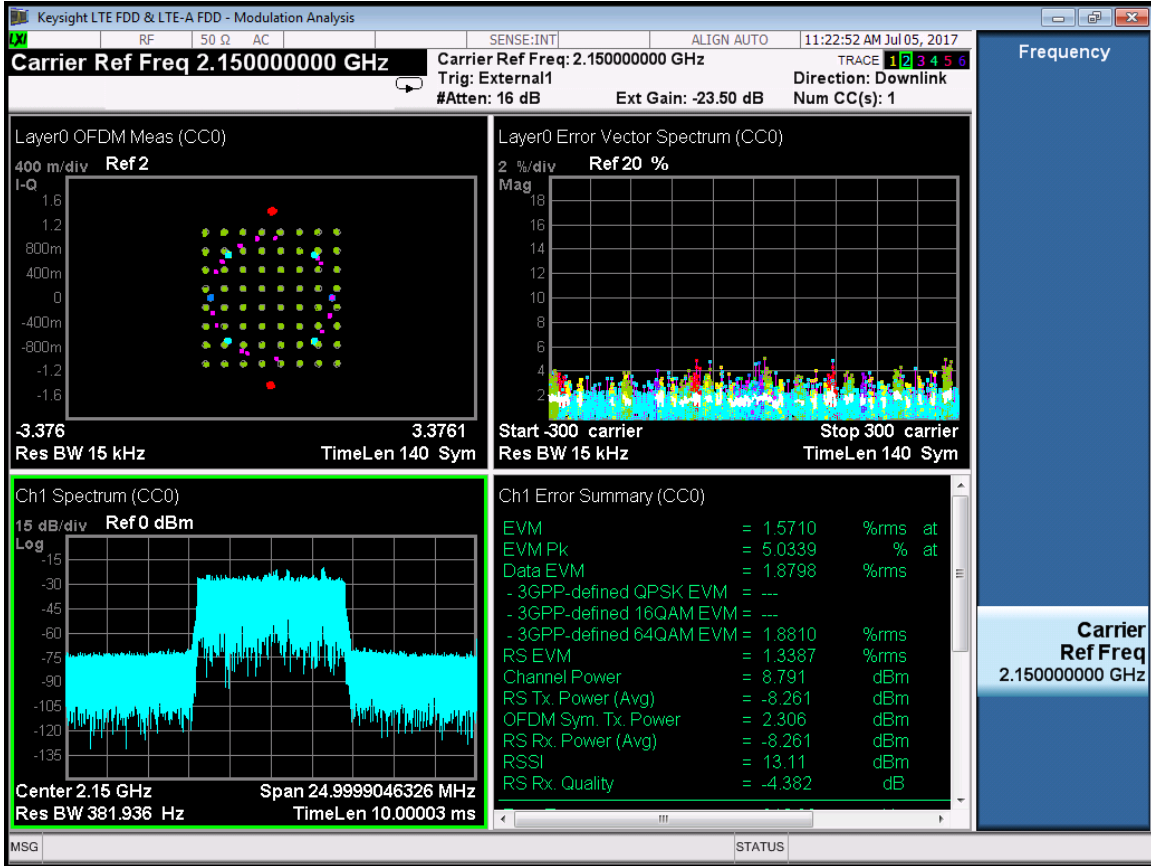 Keysight LTE FDD & LTE-A FDD - Modulation Analysis
LXI RF 50 Ω AC SENSE:INT ALIGN AUTO 11:22:52 AM Jul 05, 2017
Carrier Ref Freq 2.150000000 GHz
Carrier Ref Freq: 2.150000000 GHz
Trig: External1
#Atten: 16 dB Ext Gain: -23.50 dB
TRACE 1 2 3 4 5 6
Direction: Downlink
Num CC(s): 1
Frequency
Layer0 OFDM Meas (CC0)
400 m/div Ref 2
I-Q
1.6
1.2
800m
400m
0
-400m
-800m
-1.2
-1.6
-3.376 3.3761
Res BW 15 kHz TimeLen 140 Sym
Layer0 Error Vector Spectrum (CC0)
2 %/div Ref 20 %
Mag
18
16
14
12
10
8
6
4
2
Start -300 carrier Stop 300 carrier
Res BW 15 kHz TimeLen 140 Sym
Ch1 Spectrum (CC0)
15 dB/div Ref 0 dBm
Log
-15
-30
-45
-60
-75
-90
-105
-120
-135
Center 2.15 GHz Span 24.9999046326 MHz
Res BW 381.936 Hz TimeLen 10.00003 ms
Ch1 Error Summary (CC0)
EVM = 1.5710 %rms at
EVM Pk = 5.0339 % at
Data EVM = 1.8798 %rms
- 3GPP-defined QPSK EVM = ---
- 3GPP-defined 16QAM EVM = ---
- 3GPP-defined 64QAM EVM = 1.8810 %rms
RS EVM = 1.3387 %rms
Channel Power = 8.791 dBm
RS Tx. Power (Avg) = -8.261 dBm
OFDM Sym. Tx. Power = 2.306 dBm
RS Rx. Power (Avg) = -8.261 dBm
RSSI = 13.11 dBm
RS Rx. Quality = -4.382 dB
Carrier
Ref Freq
2.150000000 GHz
MSG STATUS